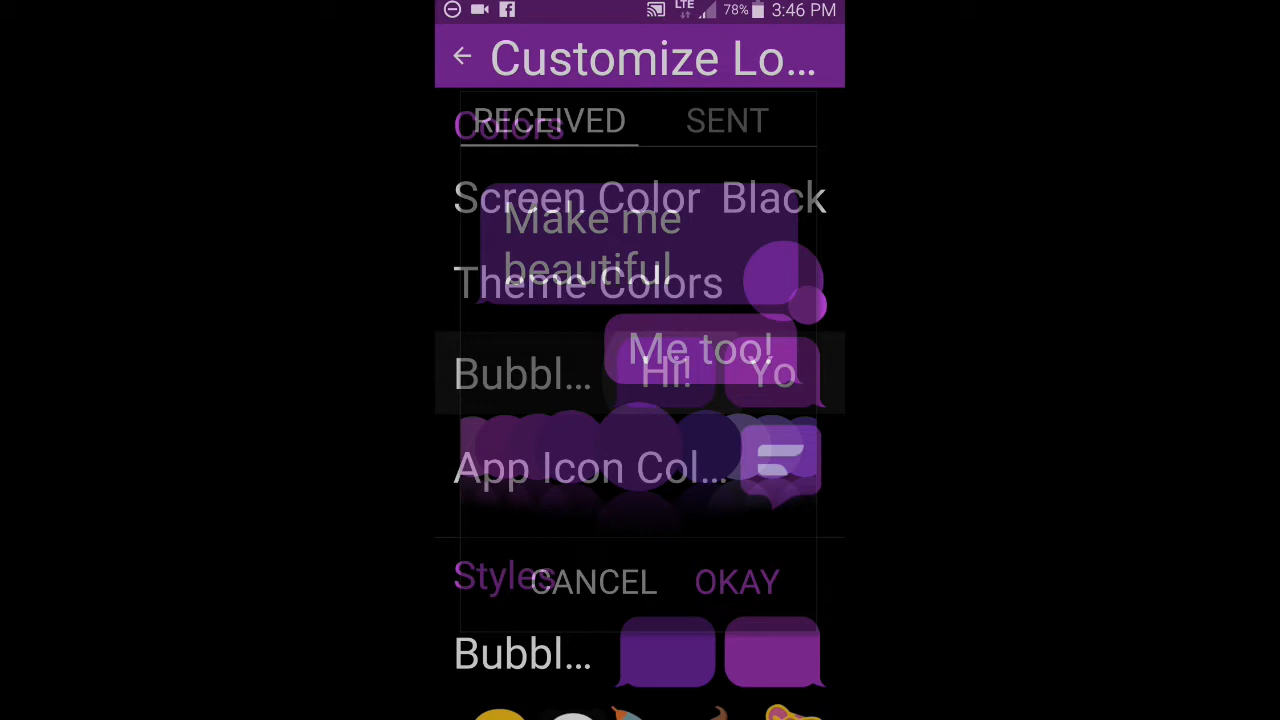 LTE
78% 3:46 PM
Customize Lo...
Colors
RECEIVED SENT
Screen Color Black
Make me
beautiful.
Theme Colors
Me too!
Bubbl... Hi! Yo
App Icon Col...
Styles
CANCEL OKAY
Bubbl...